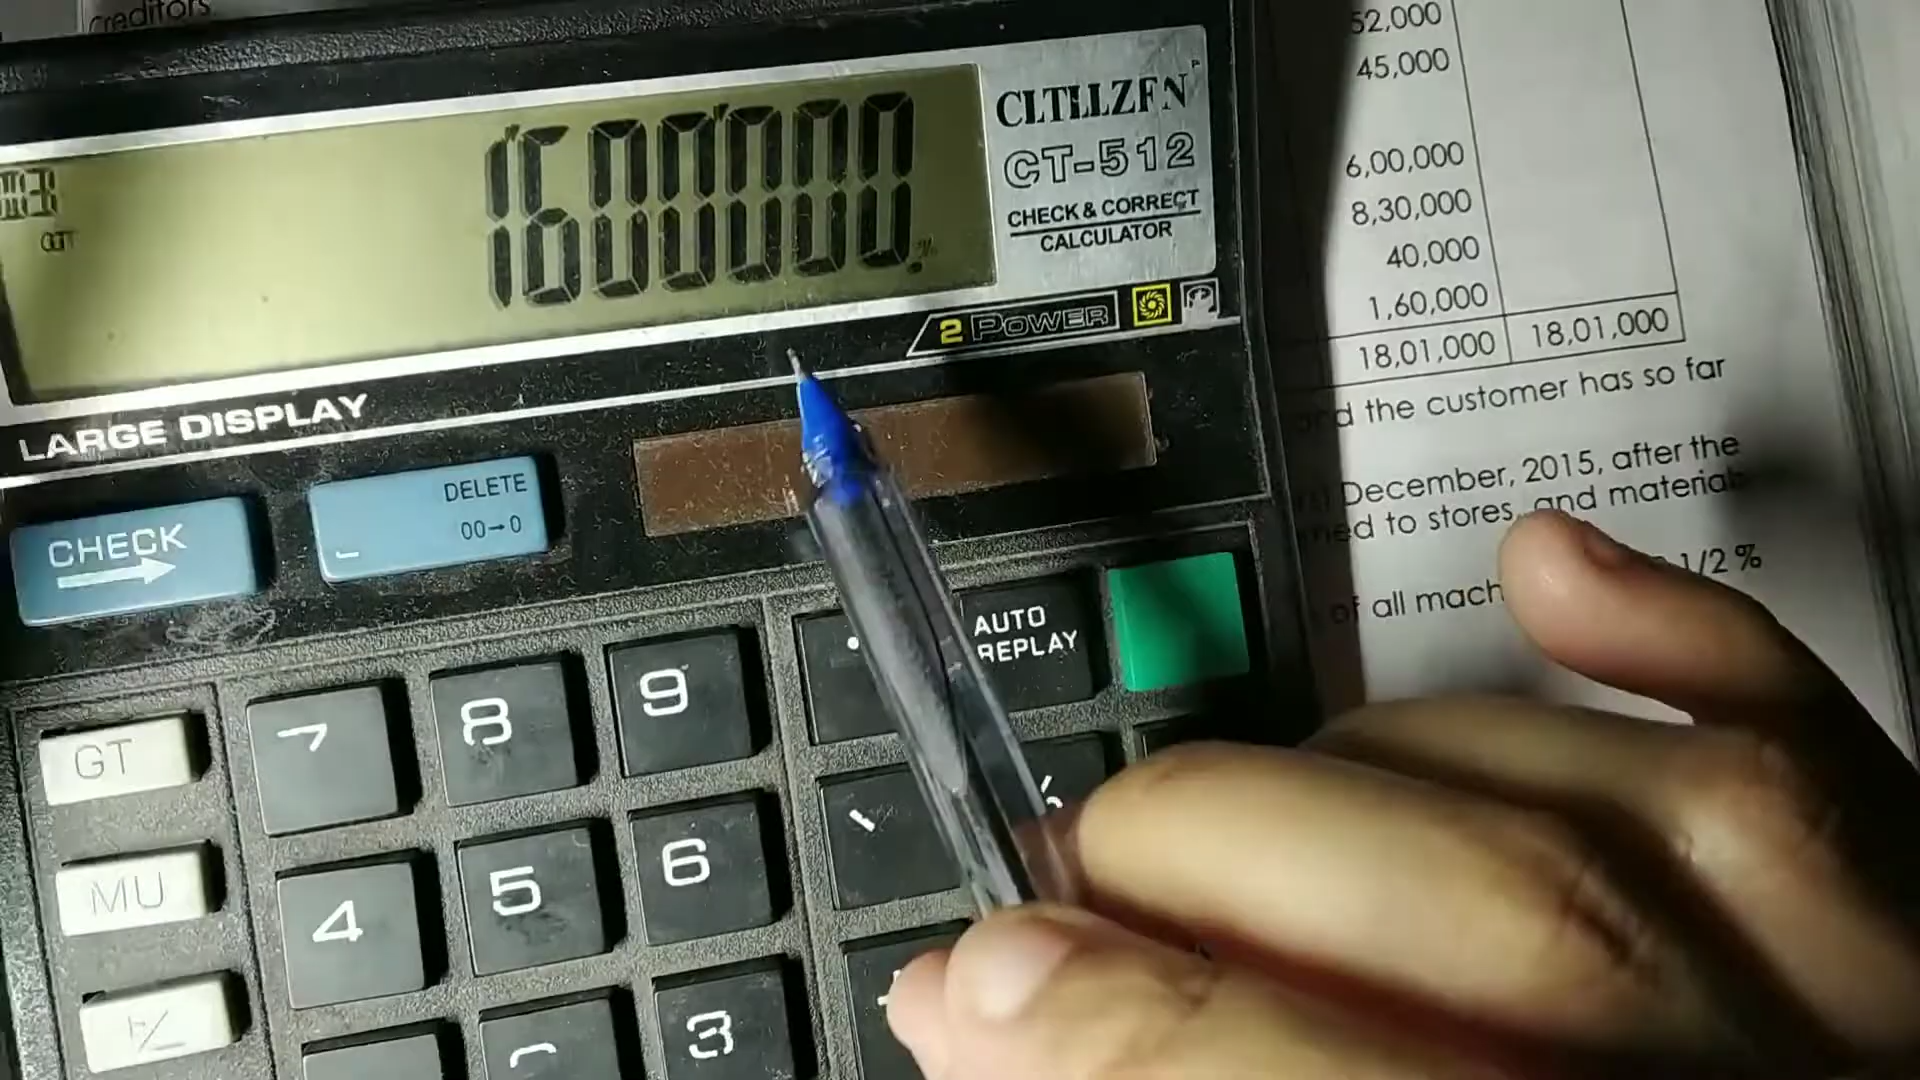 Creditors
52,000
45,000
6,00,000
8,30,000
40,000
1,60,000
18,01,000 18,01,000
and the customer has so far
December, 2015, after the
to stores, and material
1/2 %
of all mach
1600000.
CLTLLZFN
CT-512
CHECK & CORRECT
CALCULATOR
2 POWER
LARGE DISPLAY
CHECK
DELETE
00→0
AUTO
REPLAY
GT
7
8
9
MU
4
5
6
3